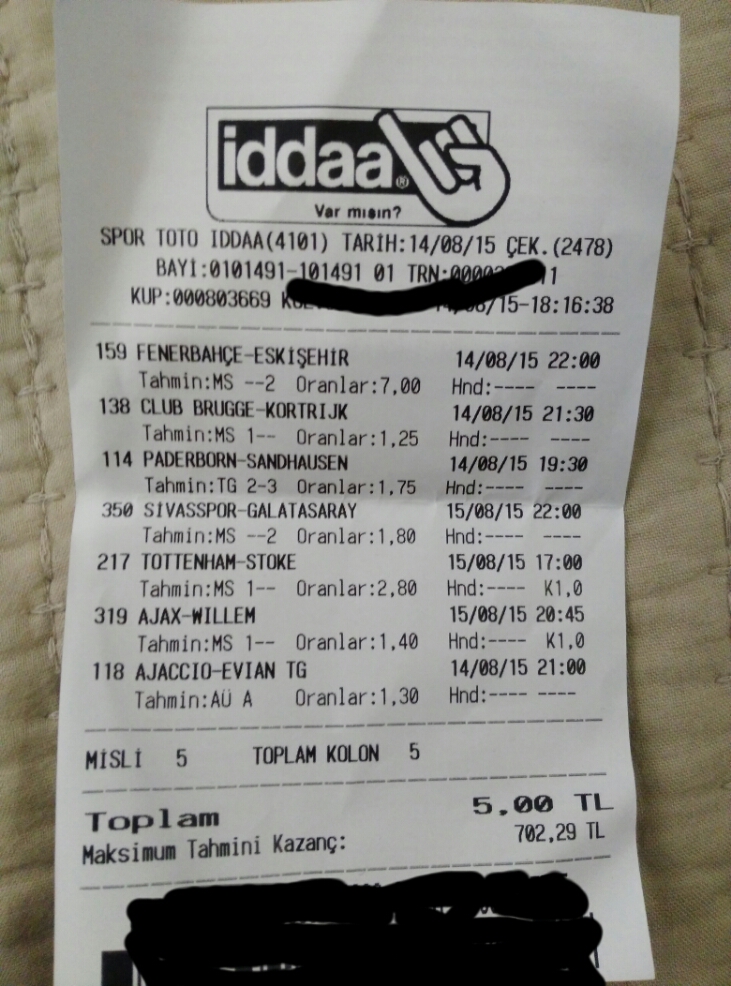 iddaa®
Var mısın?
SPOR TOTO IDDAA(4101) TARİH:14/08/15 ÇEK.(2478)
BAYİ:0101491-101491 01 TRN:0000 11
KUP:000803669 /15-18:16:38
159 FENERBAHÇE-ESKİŞEHİR 14/08/15 22:00
Tahmin:MS --2 Oranlar:7,00 Hnd:---- ----
138 CLUB BRUGGE-KORTRIJK 14/08/15 21:30
Tahmin:MS 1-- Oranlar:1,25 Hnd:---- ----
114 PADERBORN-SANDHAUSEN 14/08/15 19:30
Tahmin:TG 2-3 Oranlar:1,75 Hnd:---- ----
350 SİVASSPOR-GALATASARAY 15/08/15 22:00
Tahmin:MS --2 Oranlar:1,80 Hnd:---- ----
217 TOTTENHAM-STOKE 15/08/15 17:00
Tahmin:MS 1-- Oranlar:2,80 Hnd:---- K1,0
319 AJAX-WILLEM 15/08/15 20:45
Tahmin:MS 1-- Oranlar:1,40 Hnd:---- K1,0
118 AJACCIO-EVIAN TG 14/08/15 21:00
Tahmin:AÜ A Oranlar:1,30 Hnd:---- ----
MİSLİ 5 TOPLAM KOLON 5
Toplam 5,00 TL
Maksimum Tahmini Kazanç: 702,29 TL